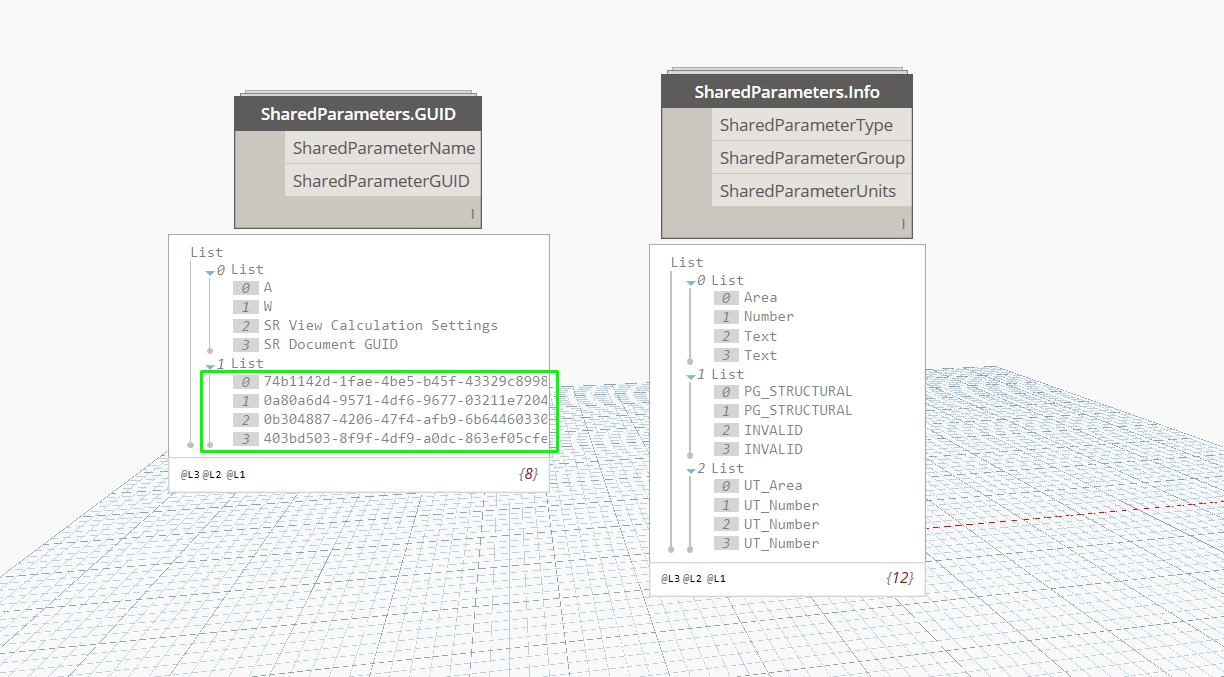 SharedParameters.GUID
SharedParameterName
SharedParameterGUID
l
List
0 List
0 A
1 W
2 SR View Calculation Settings
3 SR Document GUID
1 List
0 74b1142d-1fae-4be5-b45f-43329c8998
1 0a80a6d4-9571-4df6-9677-03211e7204
2 0b304887-4206-47f4-afb9-6b64460330
3 403bd503-8f9f-4df9-a0dc-863ef05cfe
@L3 @L2 @L1 {8}
SharedParameters.Info
SharedParameterType
SharedParameterGroup
SharedParameterUnits
l
List
0 List
0 Area
1 Number
2 Text
3 Text
1 List
0 PG_STRUCTURAL
1 PG_STRUCTURAL
2 INVALID
3 INVALID
2 List
0 UT_Area
1 UT_Number
2 UT_Number
3 UT_Number
@L3 @L2 @L1 {12}